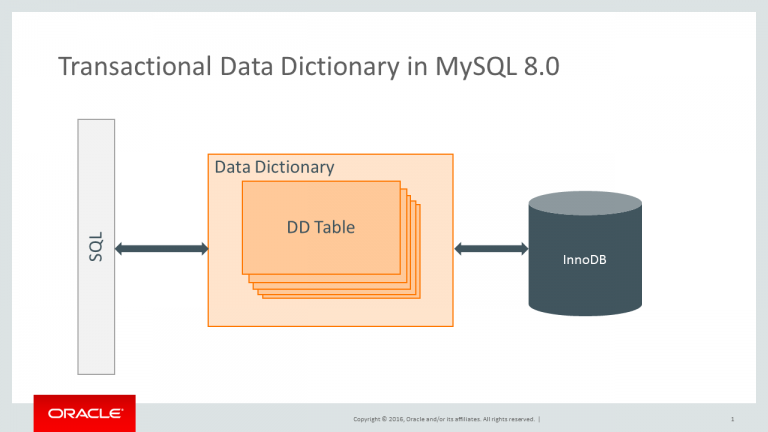 Transactional Data Dictionary in MySQL 8.0
SQL
Data Dictionary
DD Table
InnoDB
ORACLE®
Copyright © 2016, Oracle and/or its affiliates. All rights reserved. |
1